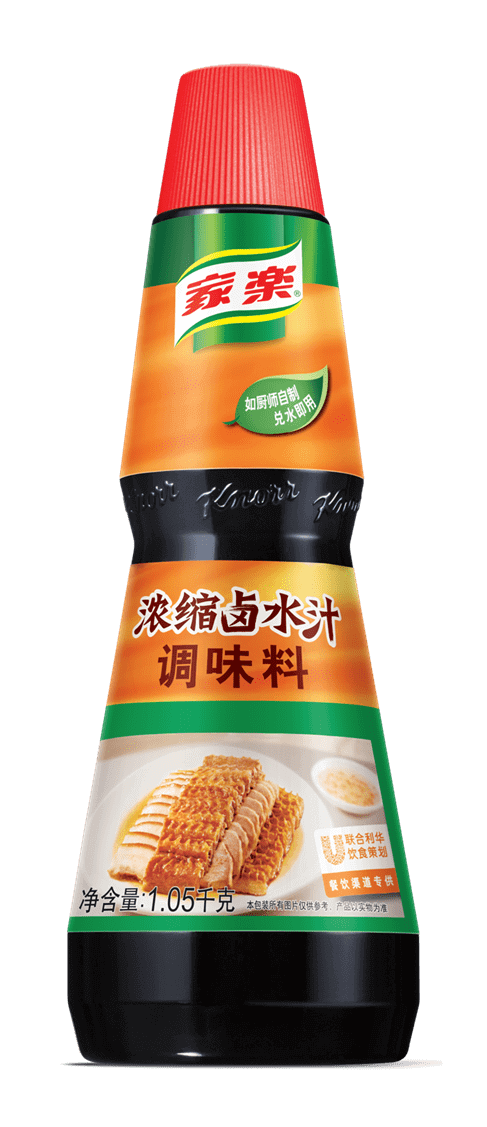 家樂®
如厨师自制
兑水即用
Knorr Knorr Knorr
浓缩卤水汁
调味料
联合利华
饮食策划
餐饮渠道专供
净含量:1.05千克
本包装所有图片仅供参考，产品以实物为准